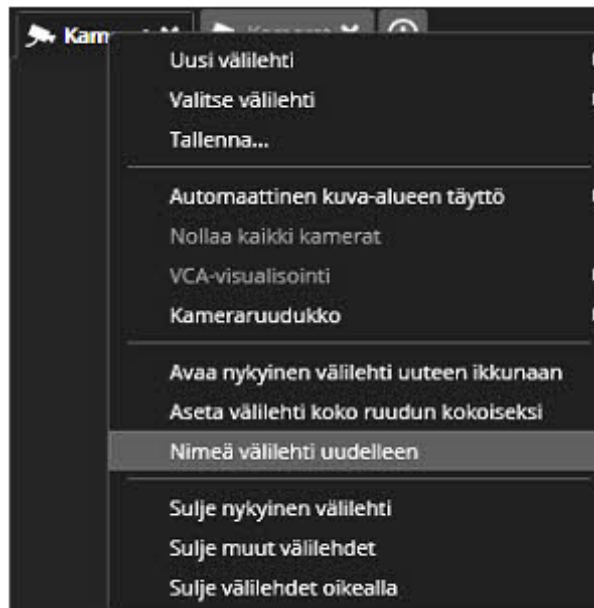 Uusi välilehti
Valitse välilehti
Tallenna...
Automaattinen kuva-alueen täyttö
Nollaa kaikki kamerat
VCA-visualisointi
Kameraruudukko
Avaa nykyinen välilehti uuteen ikkunaan
Aseta välilehti koko ruudun kokoiseksi
Nimeä välilehti uudelleen
Sulje nykyinen välilehti
Sulje muut välilehdet
Sulje välilehdet oikealla